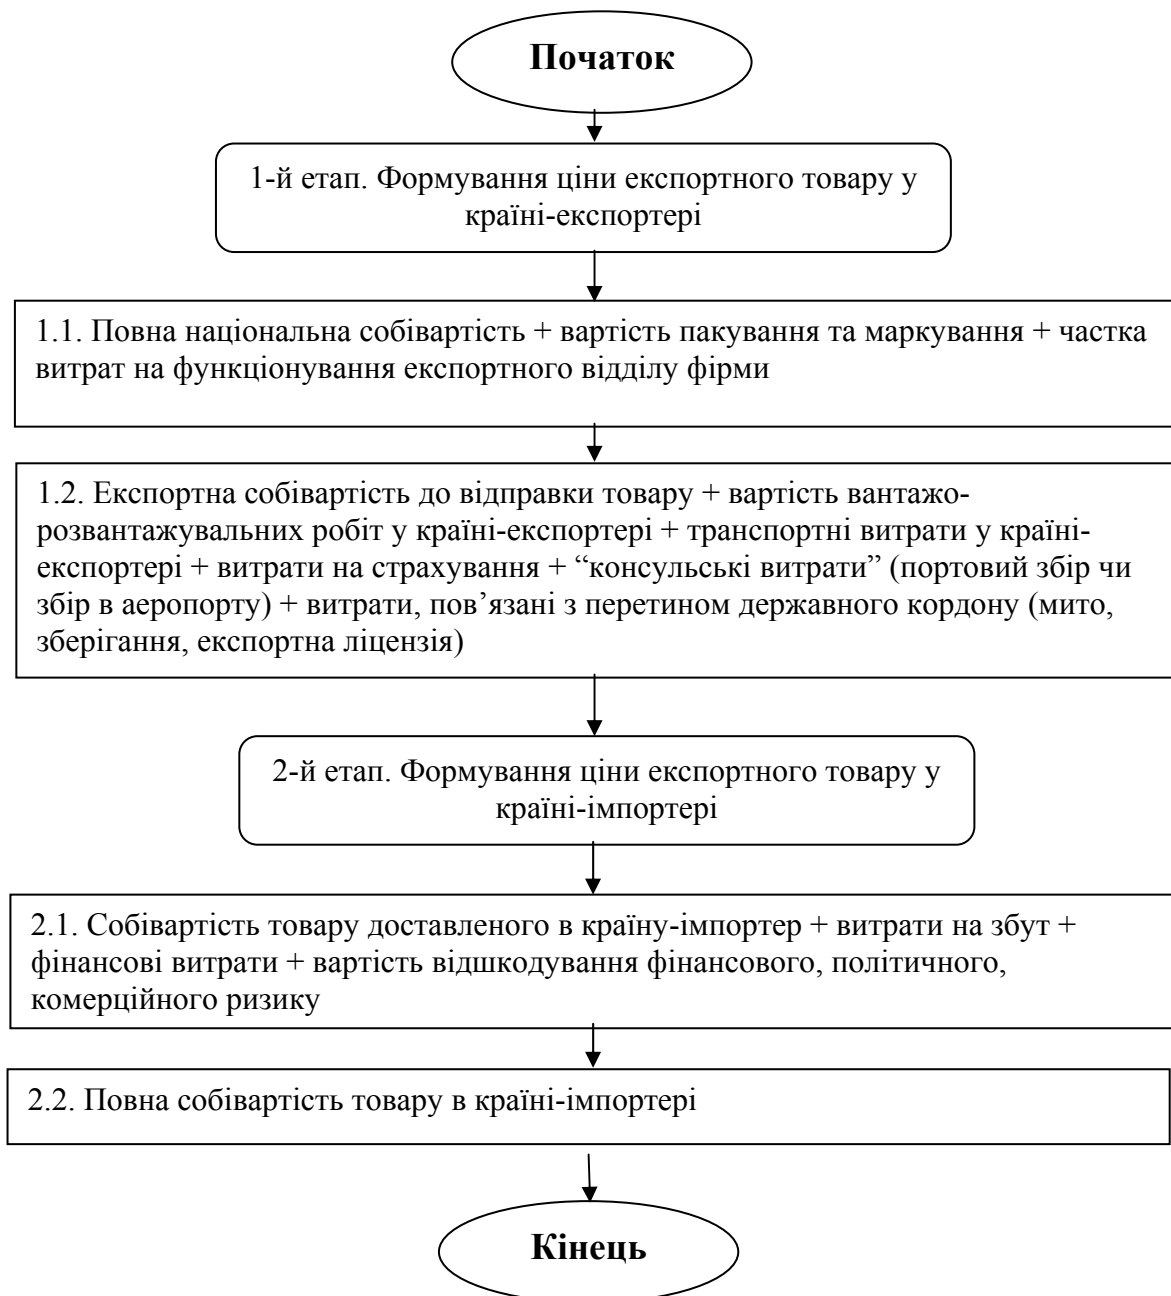 Початок
1-й етап. Формування ціни експортного товару у
країні-експортері
1.1. Повна національна собівартість + вартість пакування та маркування + частка
витрат на функціонування експортного відділу фірми
1.2. Експортна собівартість до відправки товару + вартість вантажо-
розвантажувальних робіт у країні-експортері + транспортні витрати у країні-
експортері + витрати на страхування + “консульські витрати” (портовий збір чи
збір в аеропорту) + витрати, пов’язані з перетином державного кордону (мито,
зберігання, експортна ліцензія)
2-й етап. Формування ціни експортного товару у
країні-імпортері
2.1. Собівартість товару доставленого в країну-імпортер + витрати на збут +
фінансові витрати + вартість відшкодування фінансового, політичного,
комерційного ризику
2.2. Повна собівартість товару в країні-імпортері
Кінець